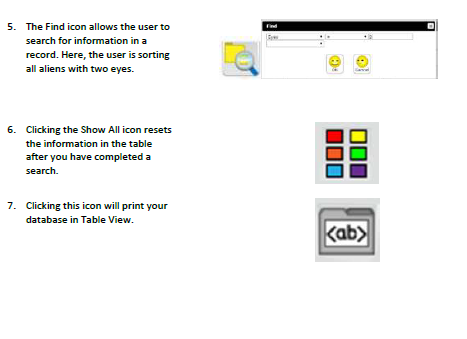 5. The Find icon allows the user to
search for information in a
record. Here, the user is sorting
all aliens with two eyes.
Find
Eyes
=
OK
Cancel
6. Clicking the Show All icon resets
the information in the table
after you have completed a
search.
7. Clicking this icon will print your
database in Table View.
<ab>